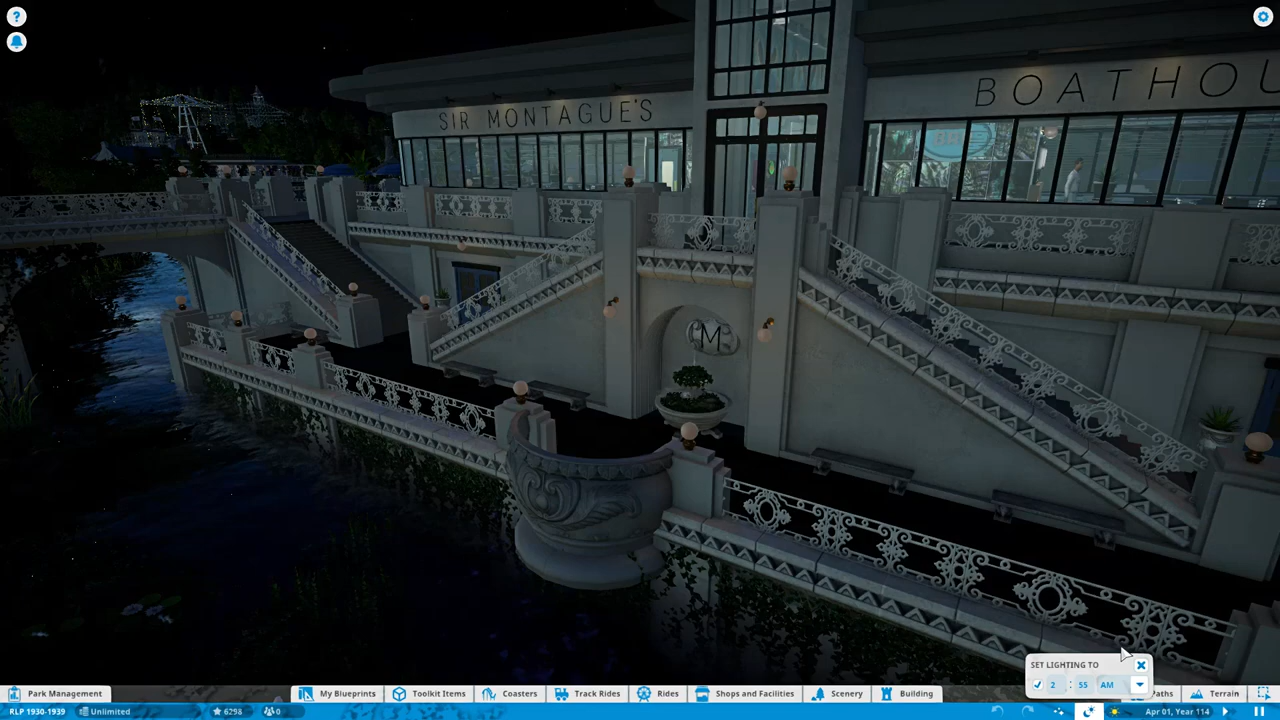 SIR MONTAGUE'S
BOATHOU
M
SET LIGHTING TO
2 : 55 AM
Park Management
My Blueprints
Toolkit Items
Coasters
Track Rides
Rides
Shops and Facilities
Scenery
Building
Paths
Terrain
RLP 1930-1939
Unlimited
6298
0
Apr 01, Year 114